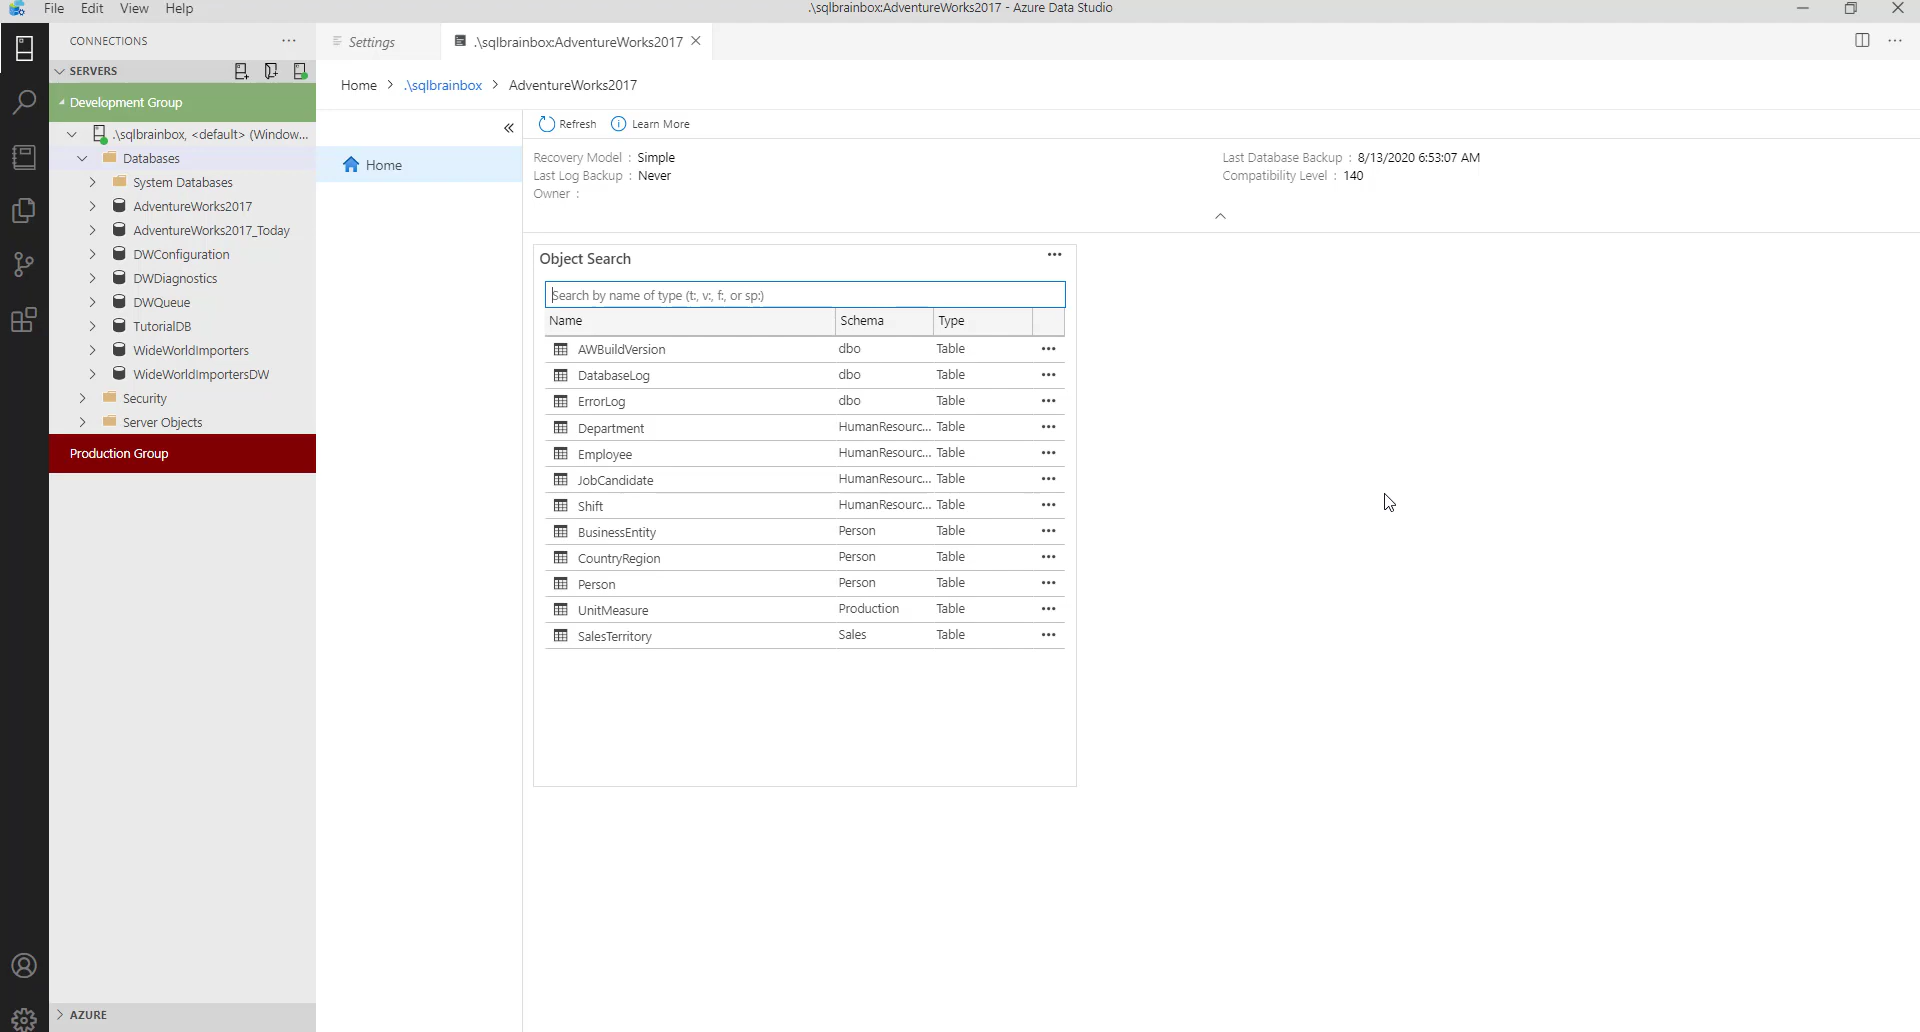 File Edit View Help
.\sqlbrainbox:AdventureWorks2017 - Azure Data Studio
CONNECTIONS
SERVERS
Development Group
.\sqlbrainbox, <default> (Window...
Databases
System Databases
AdventureWorks2017
AdventureWorks2017_Today
DWConfiguration
DWDiagnostics
DWQueue
TutorialDB
WideWorldImporters
WideWorldImportersDW
Security
Server Objects
Production Group
AZURE
Settings
.\sqlbrainbox:AdventureWorks2017
Home > .\sqlbrainbox > AdventureWorks2017
Home
Refresh Learn More
Recovery Model : Simple
Last Log Backup : Never
Owner :
Last Database Backup : 8/13/2020 6:53:07 AM
Compatibility Level : 140
Object Search
Search by name of type (t:, v:, f:, or sp:)
Name Schema Type
AWBuildVersion dbo Table
DatabaseLog dbo Table
ErrorLog dbo Table
Department HumanResourc... Table
Employee HumanResourc... Table
JobCandidate HumanResourc... Table
Shift HumanResourc... Table
BusinessEntity Person Table
CountryRegion Person Table
Person Person Table
UnitMeasure Production Table
SalesTerritory Sales Table